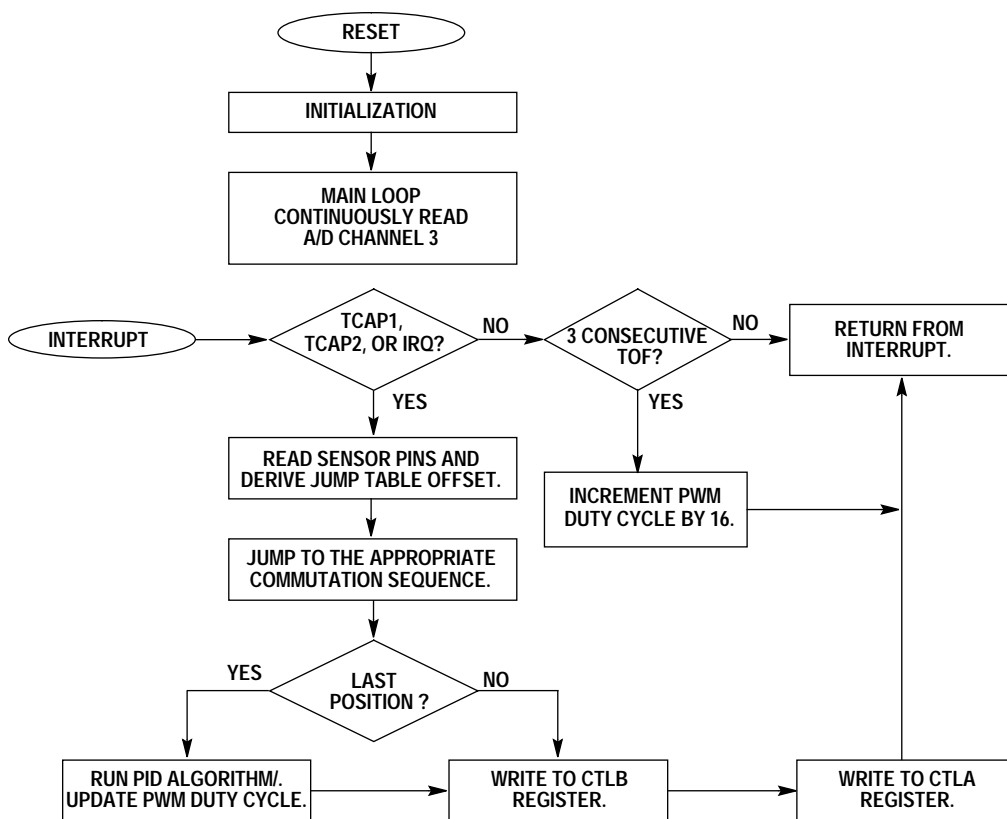 RESET
INITIALIZATION
MAIN LOOP
CONTINUOUSLY READ
A/D CHANNEL 3
INTERRUPT
TCAP1,
TCAP2, OR IRQ?
NO
3 CONSECUTIVE
TOF?
NO
RETURN FROM
INTERRUPT.
YES
YES
READ SENSOR PINS AND
DERIVE JUMP TABLE OFFSET.
INCREMENT PWM
DUTY CYCLE BY 16.
JUMP TO THE APPROPRIATE
COMMUTATION SEQUENCE.
YES
LAST
POSITION ?
NO
RUN PID ALGORITHM/.
UPDATE PWM DUTY CYCLE.
WRITE TO CTLB
REGISTER.
WRITE TO CTLA
REGISTER.